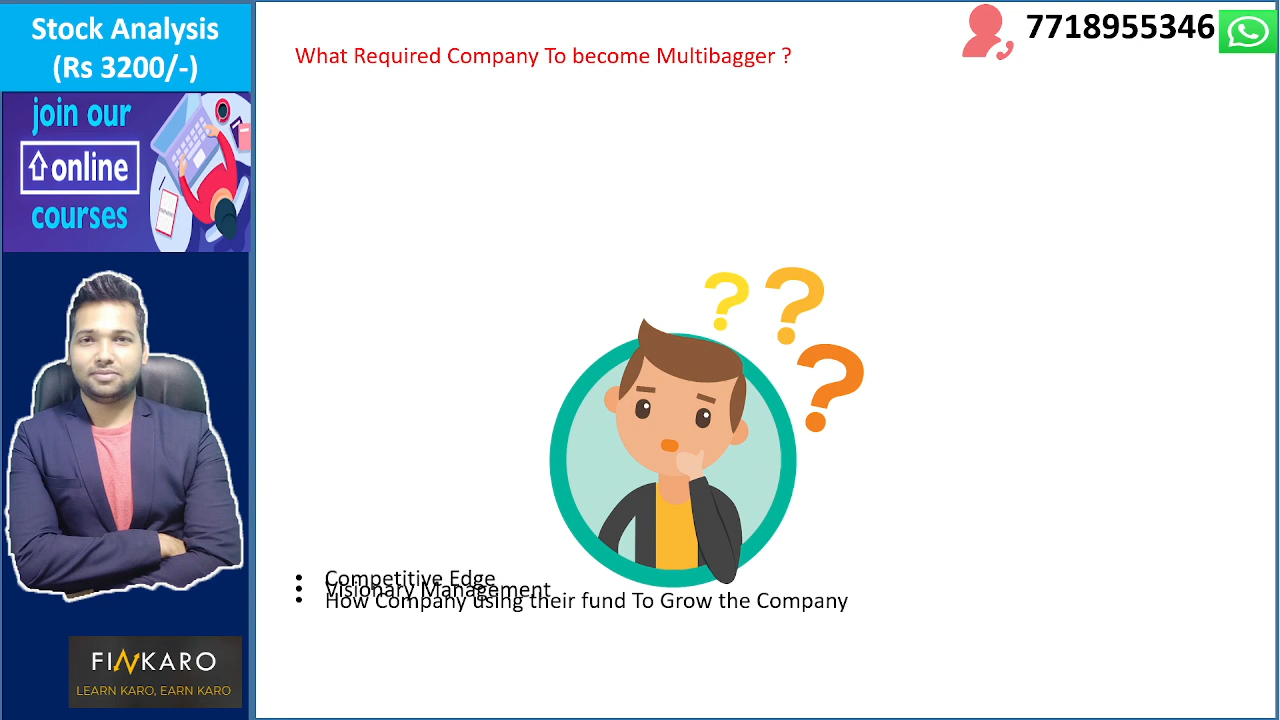 Stock Analysis
(Rs 3200/-)
join our
online
courses
FINKARO
LEARN KARO, EARN KARO
What Required Company To become Multibagger ?
7718955346
? ? ?
• Competitive Edge
• Visionary Management
• How Company using their fund To Grow the Company